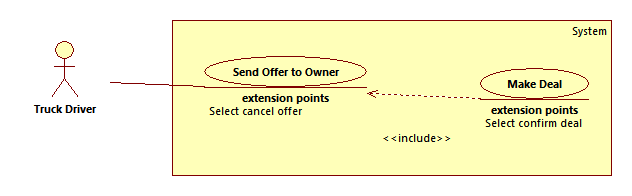 System
Send Offer to Owner
extension points
Select cancel offer
Make Deal
extension points
Select confirm deal
<<include>>
Truck Driver